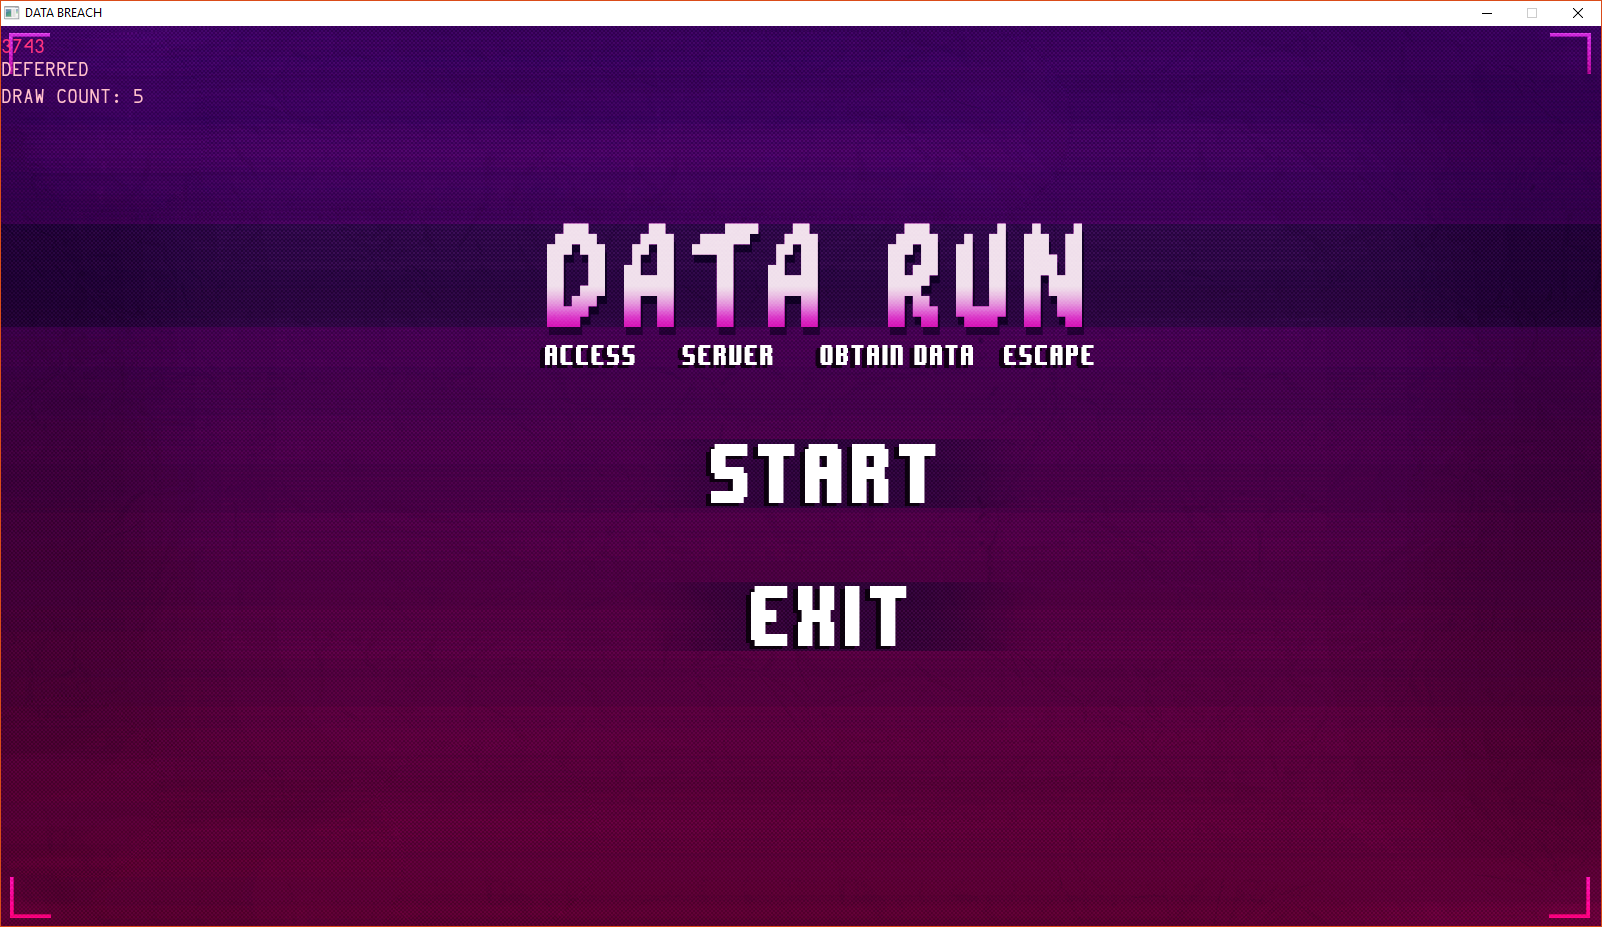 DATA BREACH
3743
DEFERRED
DRAW COUNT: 5
DATA RUN
ACCESS SERVER OBTAIN DATA ESCAPE
START
EXIT